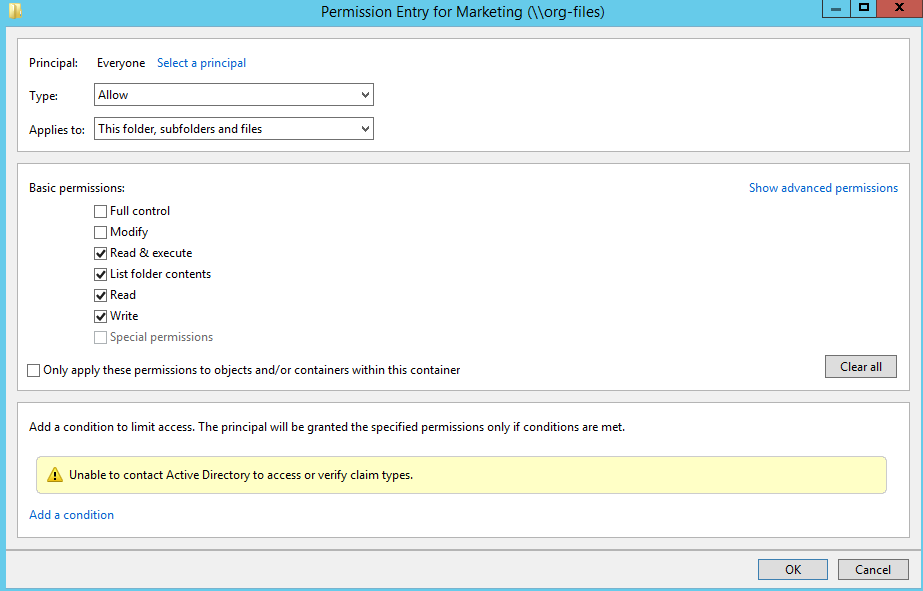 Permission Entry for Marketing (\\org-files)
Principal: Everyone Select a principal
Type: Allow
Applies to: This folder, subfolders and files
Basic permissions: Show advanced permissions
Full control
Modify
Read & execute
List folder contents
Read
Write
Special permissions
Only apply these permissions to objects and/or containers within this container
Clear all
Add a condition to limit access. The principal will be granted the specified permissions only if conditions are met.
Unable to contact Active Directory to access or verify claim types.
Add a condition
OK Cancel